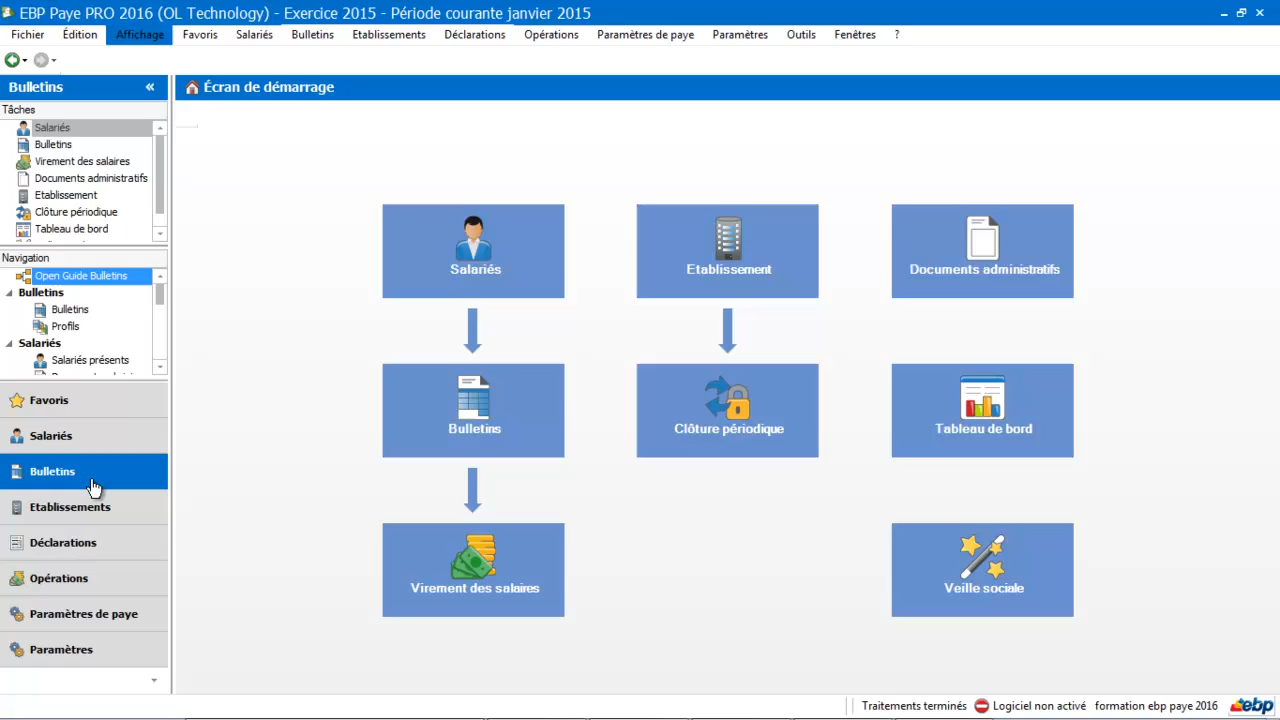 EBP Paye PRO 2016 (OL Technology) - Exercice 2015 - Période courante janvier 2015
Fichier Édition Affichage Favoris Salariés Bulletins Etablissements Déclarations Opérations Paramètres de paye Paramètres Outils Fenêtres ?
Bulletins «
Écran de démarrage
Tâches
Salariés
Bulletins
Virement des salaires
Documents administratifs
Etablissement
Clôture périodique
Tableau de bord
Navigation
Open Guide Bulletins
Bulletins
Bulletins
Profils
Salariés
Salariés présents
Favoris
Salariés
Bulletins
Etablissements
Déclarations
Opérations
Paramètres de paye
Paramètres
Salariés
Etablissement
Documents administratifs
Bulletins
Clôture périodique
Tableau de bord
Virement des salaires
Veille sociale
Traitements terminés Logiciel non activé formation ebp paye 2016 ebp